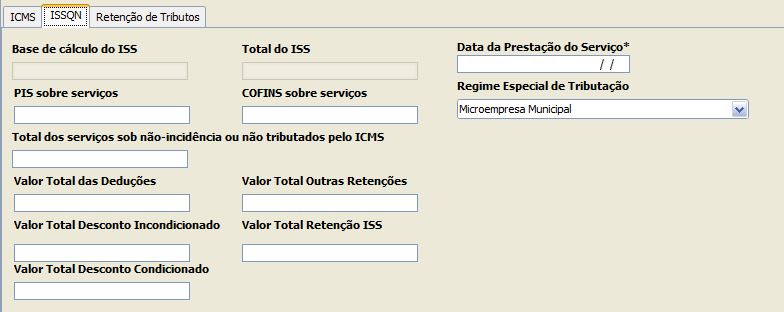 ICMS ISSQN Retenção de Tributos
Base de cálculo do ISS Total do ISS Data da Prestação do Serviço*
/ /
PIS sobre serviços COFINS sobre serviços Regime Especial de Tributação
Microempresa Municipal
Total dos serviços sob não-incidência ou não tributados pelo ICMS
Valor Total das Deduções Valor Total Outras Retenções
Valor Total Desconto Incondicionado Valor Total Retenção ISS
Valor Total Desconto Condicionado